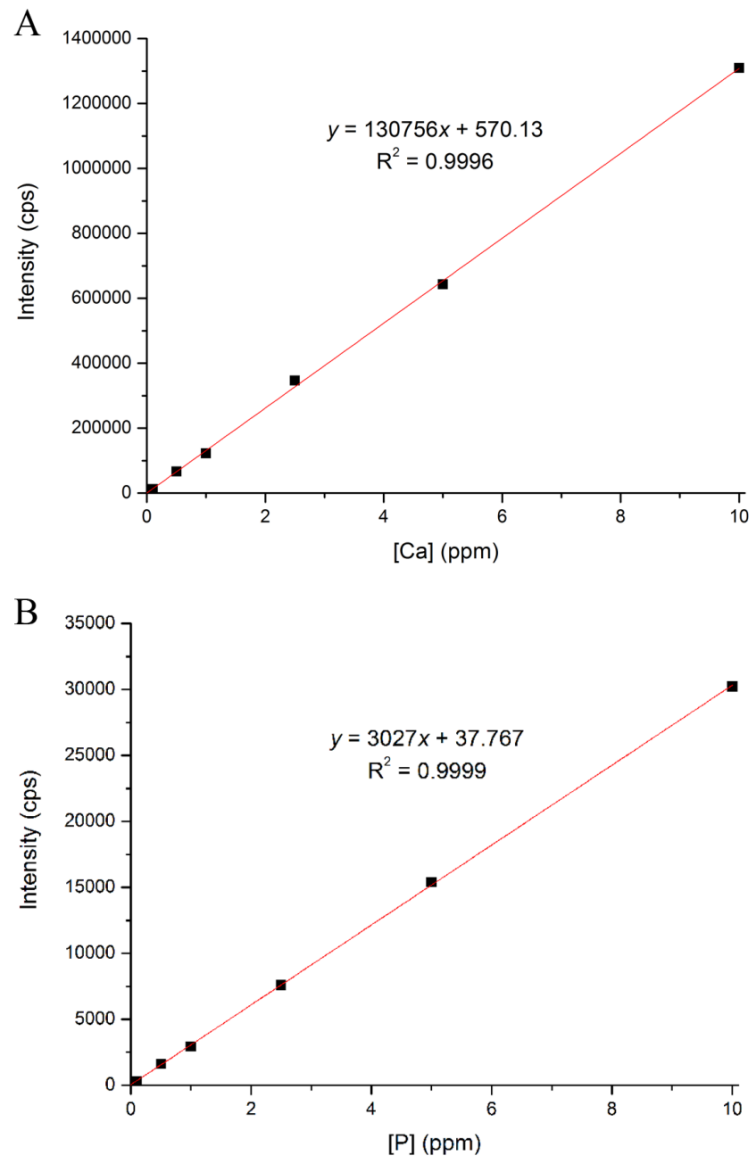 A
1400000
1200000
1000000
800000
600000
400000
200000
0
Intensity (cps)
y = 130756x + 570.13
R² = 0.9996
0 2 4 6 8 10
[Ca] (ppm)
B
35000
30000
25000
20000
15000
10000
5000
0
Intensity (cps)
y = 3027x + 37.767
R² = 0.9999
0 2 4 6 8 10
[P] (ppm)